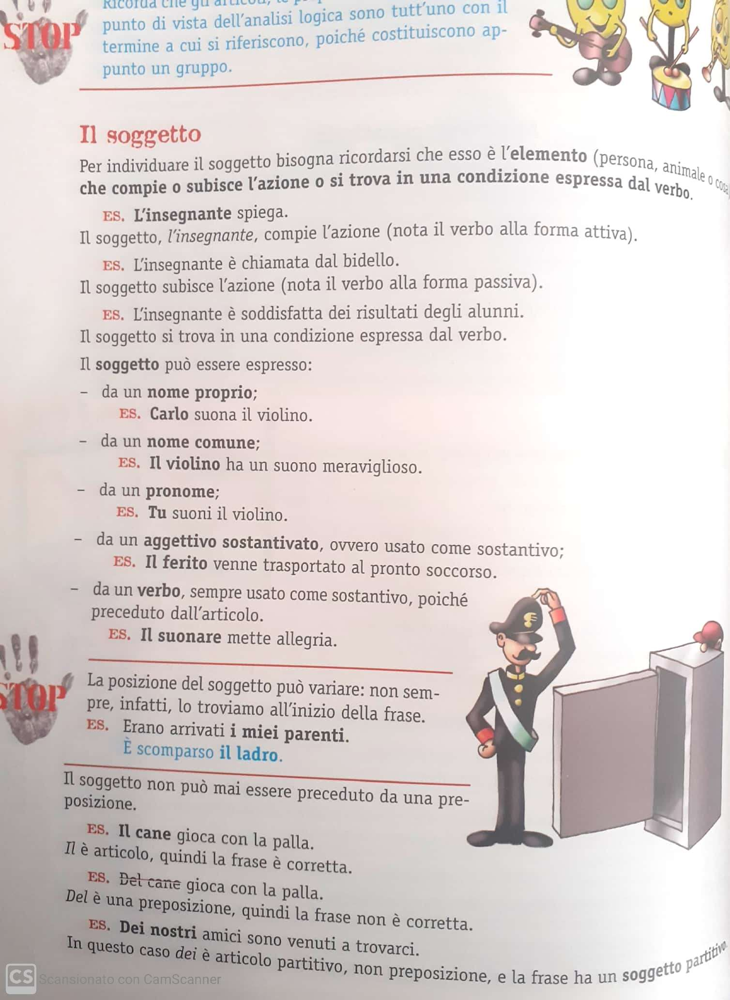 Ricorda che gli articoli, le
STOP
punto di vista dell'analisi logica sono tutt'uno con il
termine a cui si riferiscono, poiché costituiscono ap-
punto un gruppo.
Il soggetto
Per individuare il soggetto bisogna ricordarsi che esso è l'elemento (persona, animale o cosa)
che compie o subisce l'azione o si trova in una condizione espressa dal verbo.
ES. L'insegnante spiega.
Il soggetto, l'insegnante, compie l'azione (nota il verbo alla forma attiva).
ES. L'insegnante è chiamata dal bidello.
Il soggetto subisce l'azione (nota il verbo alla forma passiva).
ES. L'insegnante è soddisfatta dei risultati degli alunni.
Il soggetto si trova in una condizione espressa dal verbo.
Il soggetto può essere espresso:
– da un nome proprio;
ES. Carlo suona il violino.
– da un nome comune;
ES. Il violino ha un suono meraviglioso.
– da un pronome;
ES. Tu suoni il violino.
– da un aggettivo sostantivato, ovvero usato come sostantivo;
ES. Il ferito venne trasportato al pronto soccorso.
– da un verbo, sempre usato come sostantivo, poiché
preceduto dall'articolo.
ES. Il suonare mette allegria.
STOP
La posizione del soggetto può variare: non sem-
pre, infatti, lo troviamo all'inizio della frase.
ES. Erano arrivati i miei parenti.
È scomparso il ladro.
Il soggetto non può mai essere preceduto da una pre-
posizione.
ES. Il cane gioca con la palla.
Il è articolo, quindi la frase è corretta.
ES. Del cane gioca con la palla.
Del è una preposizione, quindi la frase non è corretta.
ES. Dei nostri amici sono venuti a trovarci.
In questo caso dei è articolo partitivo, non preposizione, e la frase ha un soggetto partitivo.
CS Scansionato con CamScanner